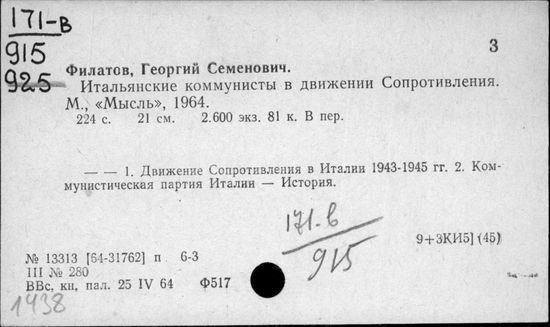 171-в
915
925
3
Филатов, Георгий Семенович.
Итальянские коммунисты в движении Сопротивления.
М., «Мысль», 1964.
224 с. 21 см. 2.600 экз. 81 к. В пер.
— — 1. Движение Сопротивления в Италии 1943-1945 гг. 2. Ком-
мунистическая партия Италии — История.
171-в
915
9+3КИ5] (45)
№ 13313 [64-31762] п 6-3
III № 280
ВВс, кн. пал. 25 IV 64 Ф517
1438